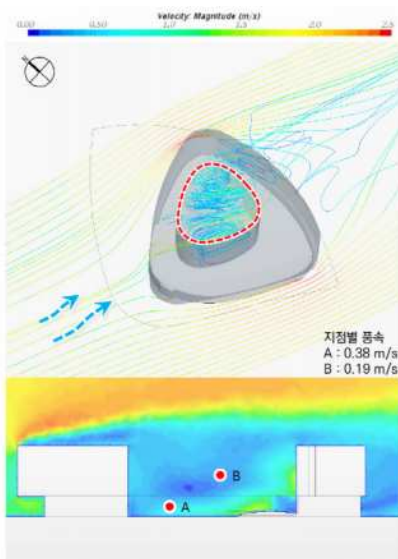 Velocity: Magnitude (m/s)
0.00 0.50 1.0 1.5 2.0 2.5
지점별 풍속
A : 0.38 m/s
B : 0.19 m/s
B
A